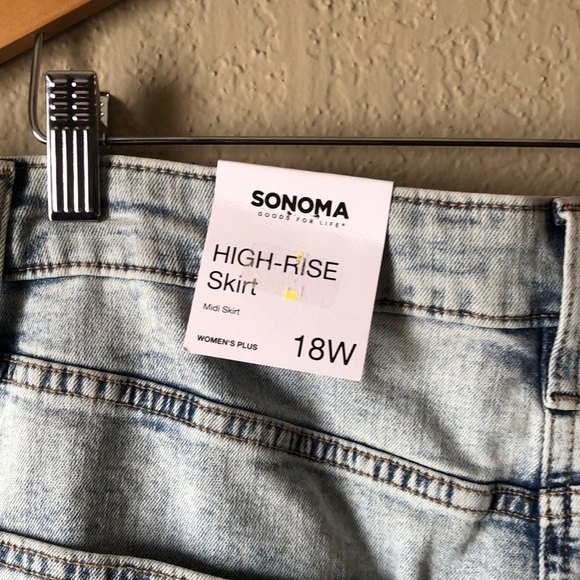 SONOMA
GOODS FOR LIFE®
HIGH-RISE
Skirt
Midi Skirt
WOMEN'S PLUS
18W